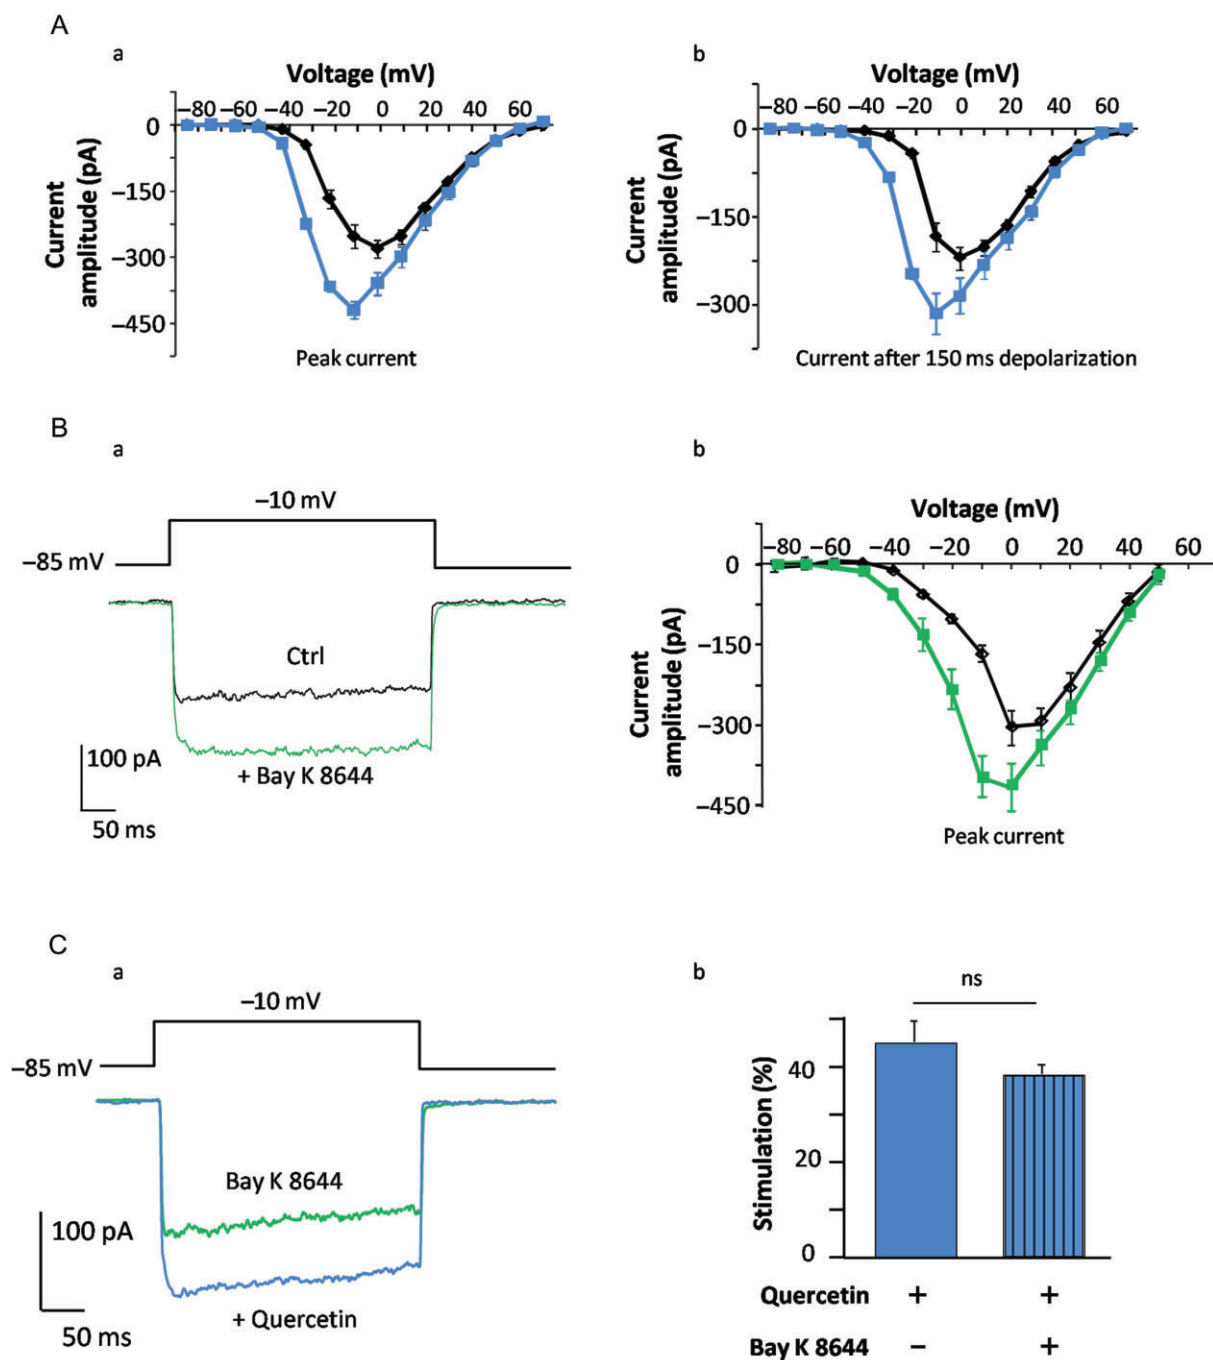 A
a
Voltage (mV)
−80 −60 −40 −20 0 20 40 60
0
−150
−300
−450
Current
amplitude (pA)
Peak current
b
Voltage (mV)
−80 −60 −40 −20 0 20 40 60
0
−150
−300
Current
amplitude (pA)
Current after 150 ms depolarization
B
a
−10 mV
−85 mV
Ctrl
100 pA
+ Bay K 8644
50 ms
b
Voltage (mV)
−80 −60 −40 −20 0 20 40 60
0
−150
−300
−450
Current
amplitude (pA)
Peak current
C
a
−10 mV
−85 mV
Bay K 8644
100 pA
+ Quercetin
50 ms
b
ns
40
20
0
Stimulation (%)
Quercetin + +
Bay K 8644 − +